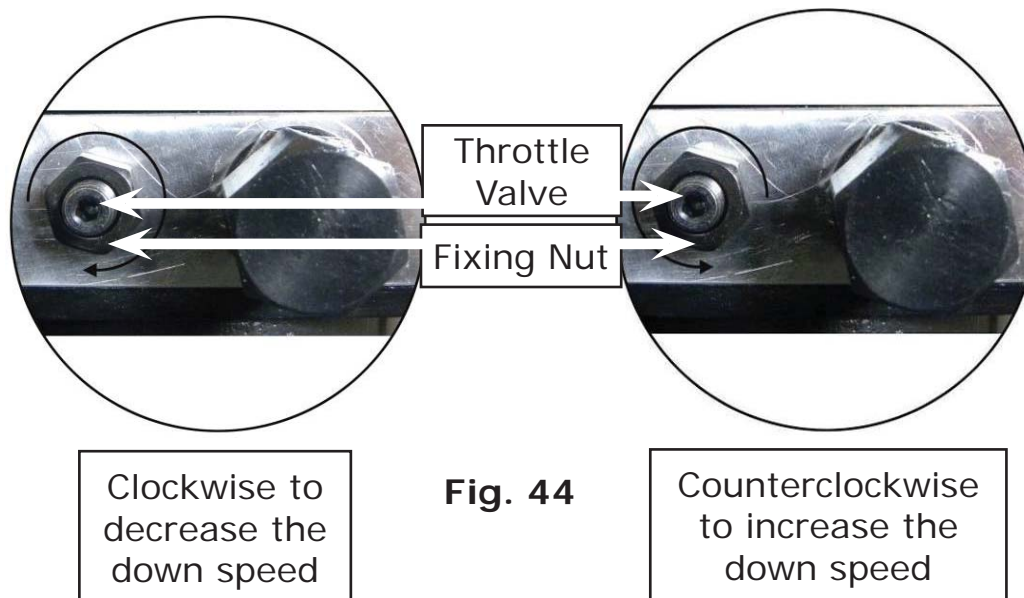 Throttle
Valve
Fixing Nut
Clockwise to
decrease the
down speed
Fig. 44
Counterclockwise
to increase the
down speed